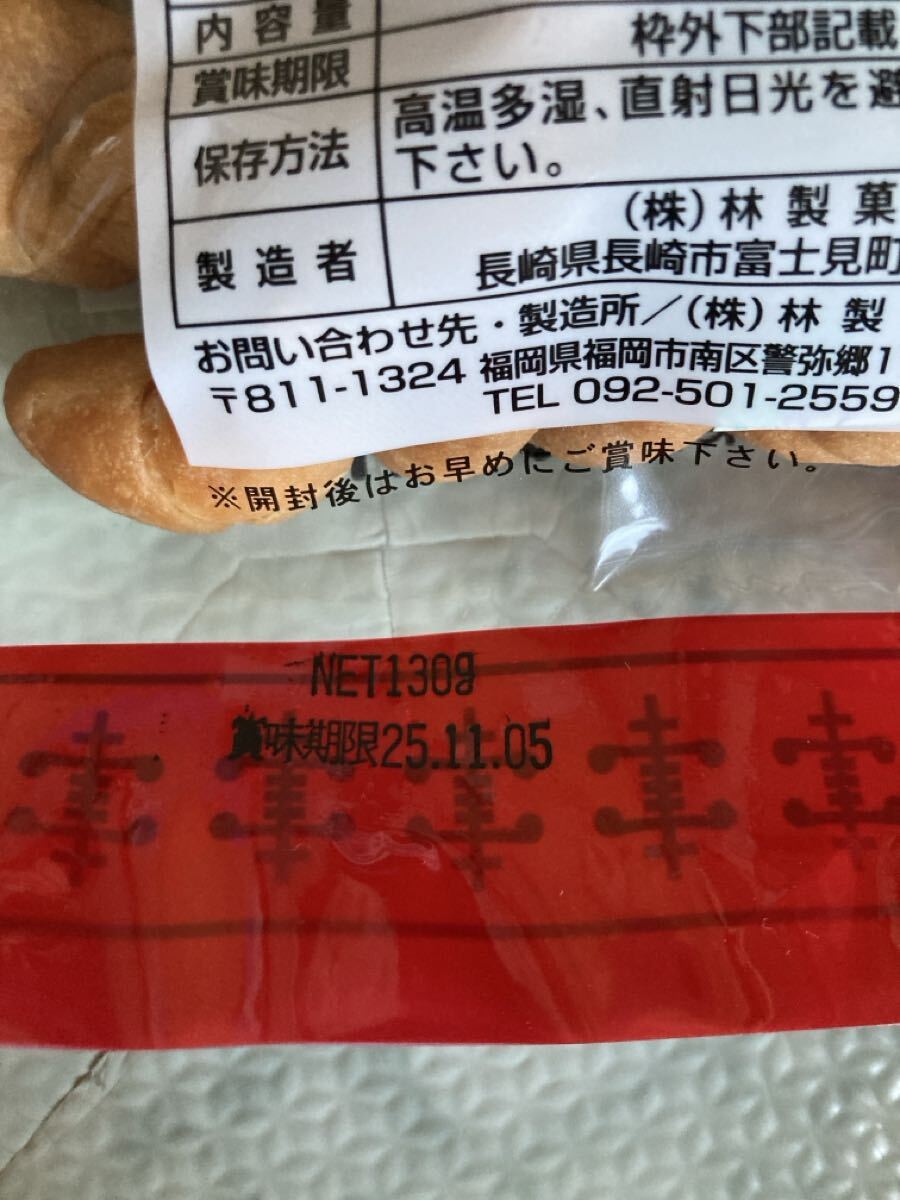 内容量
枠外下部記載
賞味期限
保存方法
高温多湿、直射日光を避
下さい。
製造者
(株)林製菓
長崎県長崎市富士見町
お問い合わせ先・製造所/(株)林製
〒811-1324 福岡県福岡市南区警弥郷1
TEL 092-501-2559
※開封後はお早めにご賞味下さい。
NET130g
賞味期限25.11.05